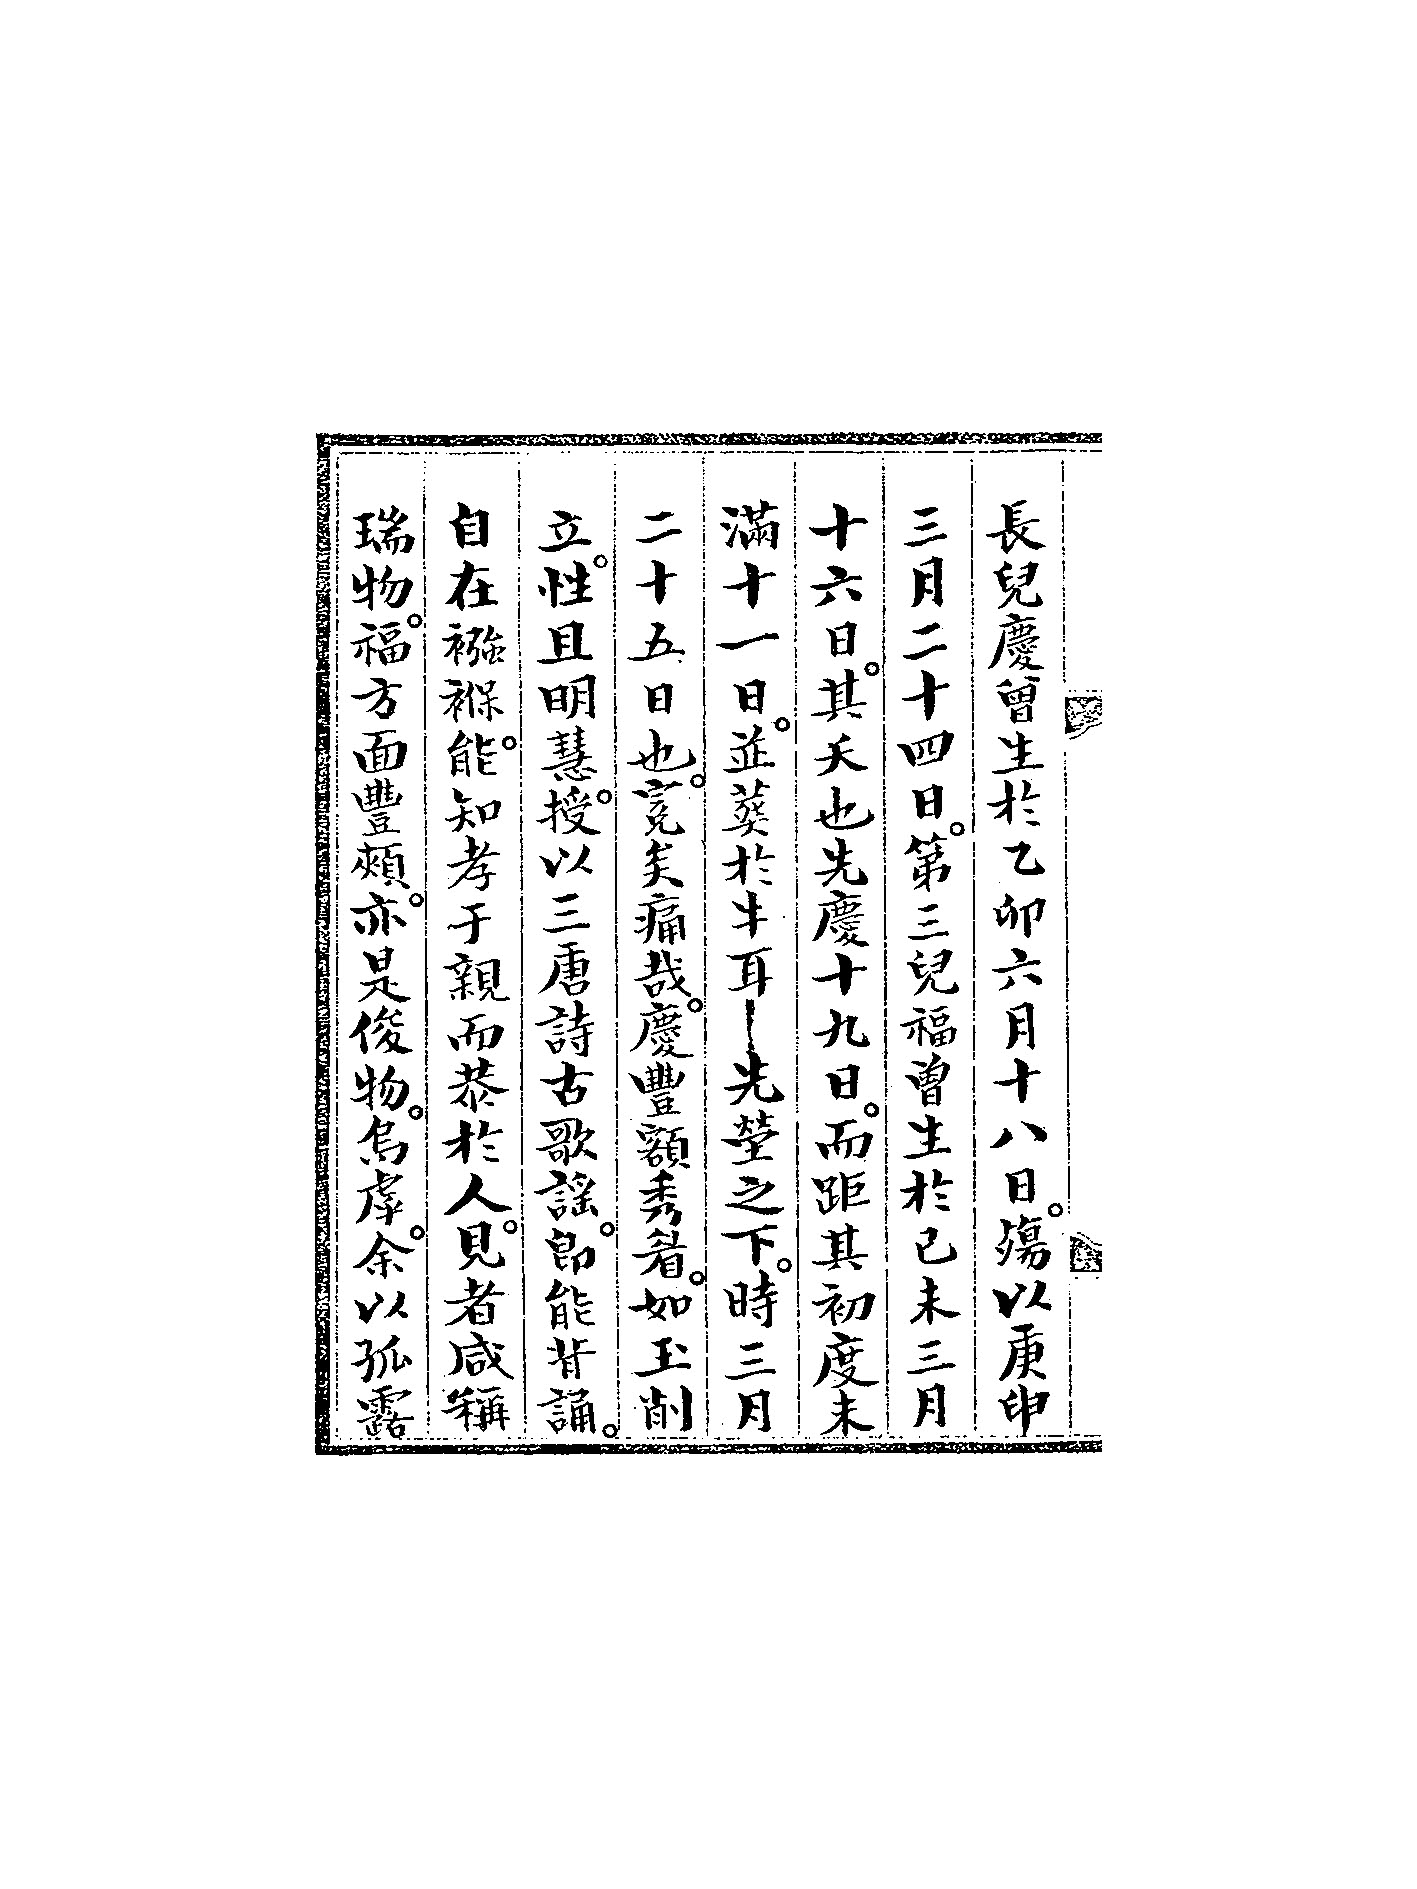 長兒慶曾生於乙卯六月十八日。殤以庚申
三月二十四日。第三兒福曾生於己未三月
十六日。其夭也先慶十九日。而距其初度未
滿十一日。並葬於牛耳先塋之下。時三月
二十五日也。寃矣痛哉。慶豐額秀眉。如玉削
立。性且明慧。授以三唐詩古歌謠。卽能背誦。
自在襁褓。能知孝于親而恭於人。見者咸稱
瑞物。福方面豐頰。亦是俊物。烏虖。余以孤露